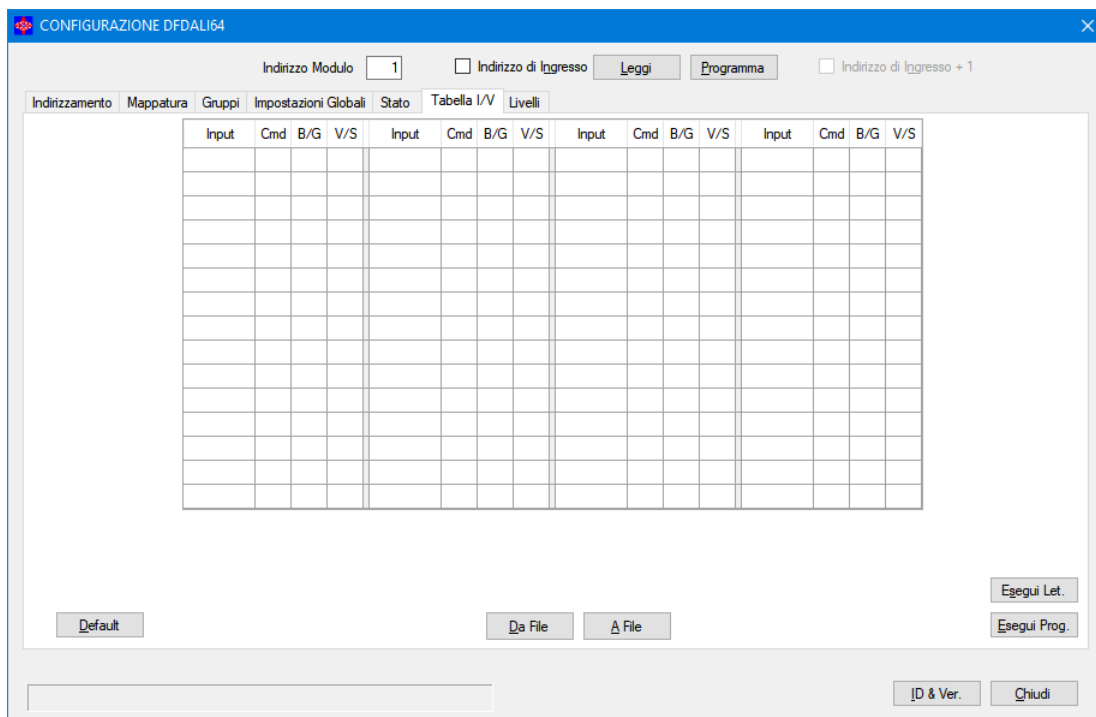 CONFIGURAZIONE DFDALI64
Indirizzo Modulo 1 Indirizzo di Ingresso Leggi Programma Indirizzo di Ingresso + 1
Indirizzamento Mappatura Gruppi Impostazioni Globali Stato Tabella I/V Livelli
Input Cmd B/G V/S Input Cmd B/G V/S Input Cmd B/G V/S Input Cmd B/G V/S
Esegui Let.
Default Da File A File Esegui Prog.
ID & Ver. Chiudi